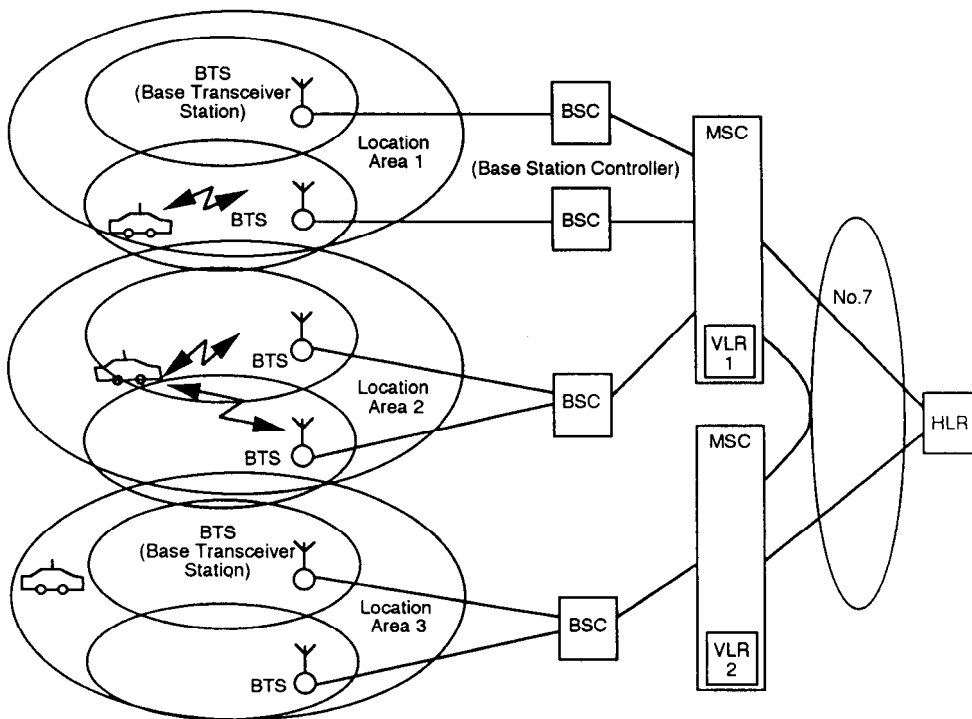 BTS
(Base Transceiver
Station)
Location
Area 1
BTS
BSC
(Base Station Controller)
BSC
MSC
VLR
1
No.7
HLR
BTS
Location
Area 2
BTS
BSC
MSC
VLR
2
BTS
(Base Transceiver
Station)
Location
Area 3
BTS
BSC